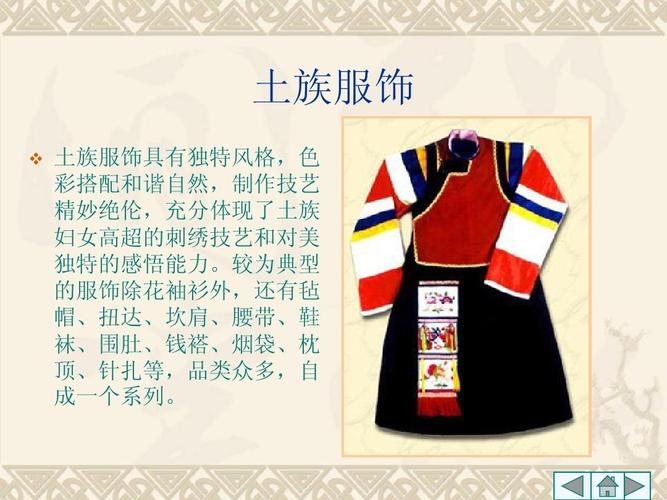 土族服饰
土族服饰具有独特风格，色
彩搭配和谐自然，制作技艺
精妙绝伦，充分体现了土族
妇女高超的刺绣技艺和对美
独特的感悟能力。较为典型
的服饰除花袖衫外，还有毡
帽、扭达、坎肩、腰带、鞋
袜、围肚、钱褡、烟袋、枕
顶、针扎等，品类众多，自
成一个系列。